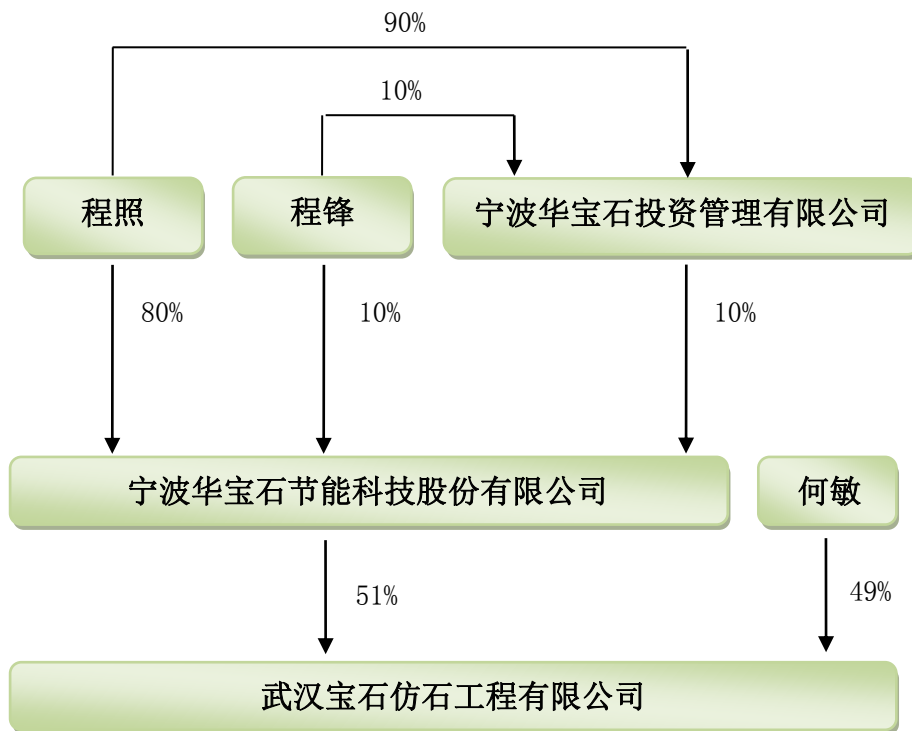 90%
10%
程照
程锋
宁波华宝石投资管理有限公司
80%
10%
10%
宁波华宝石节能科技股份有限公司
何敏
51%
49%
武汉宝石仿石工程有限公司